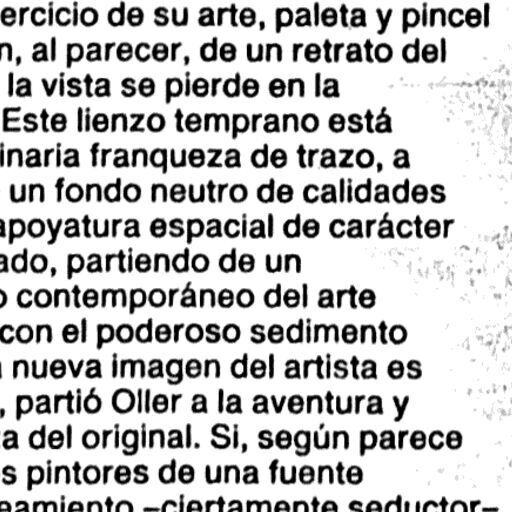 ercicio de su arte, paleta y pincel
n, al parecer, de un retrato del
la vista se pierde en la
Este lienzo temprano está
inaria franqueza de trazo, a
un fondo neutro de calidades
apoyatura espacial de carácter
ado, partiendo de un
o contemporáneo del arte
con el poderoso sedimento
nueva imagen del artista es
, partió Oller a la aventura y
a del original. Si, según parece
s pintores de una fuente
eamiento –ciertamente seductor–